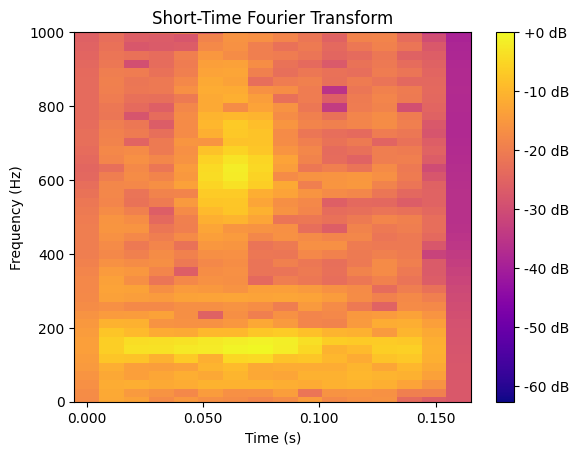 Short-Time Fourier Transform
Frequency (Hz)
1000
800
600
400
200
0
0.000
0.050
0.100
0.150
Time (s)
+0 dB
-10 dB
-20 dB
-30 dB
-40 dB
-50 dB
-60 dB